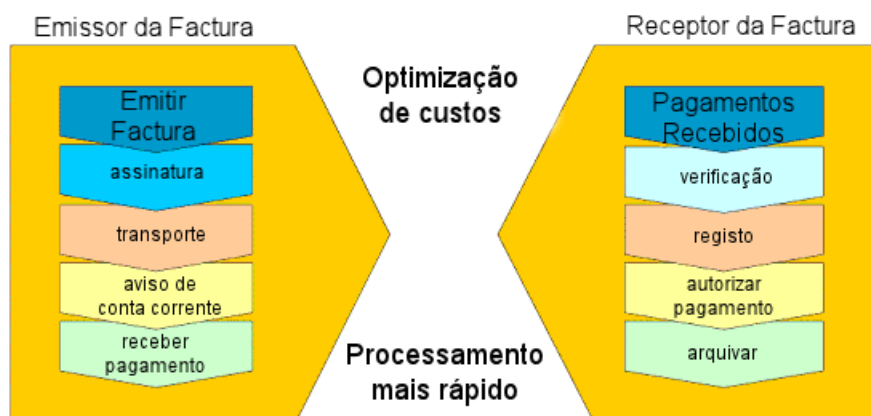 Emissor da Factura
Emitir
Factura
assinatura
transporte
aviso de
conta corrente
receber
pagamento
Optimização
de custos
Processamento
mais rápido
Receptor da Factura
Pagamentos
Recebidos
verificação
registo
autorizar
pagamento
arquivar